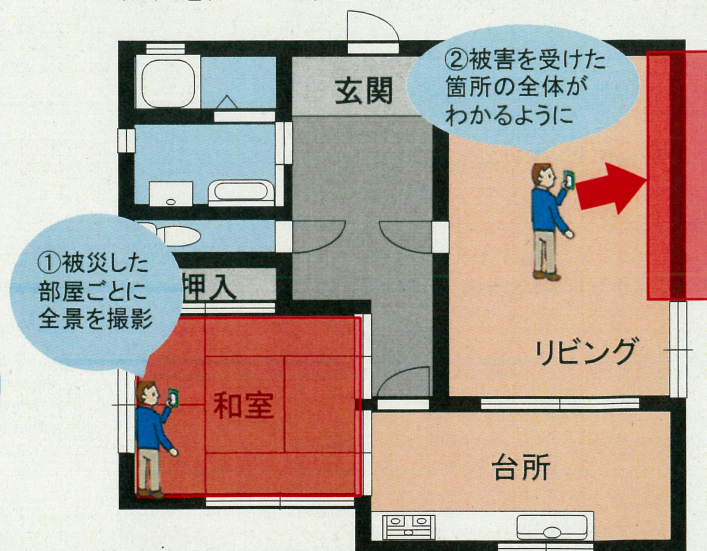 玄関
②被害を受けた
箇所の全体が
わかるように
①被災した
部屋ごとに
全景を撮影
押入
リビング
和室
台所